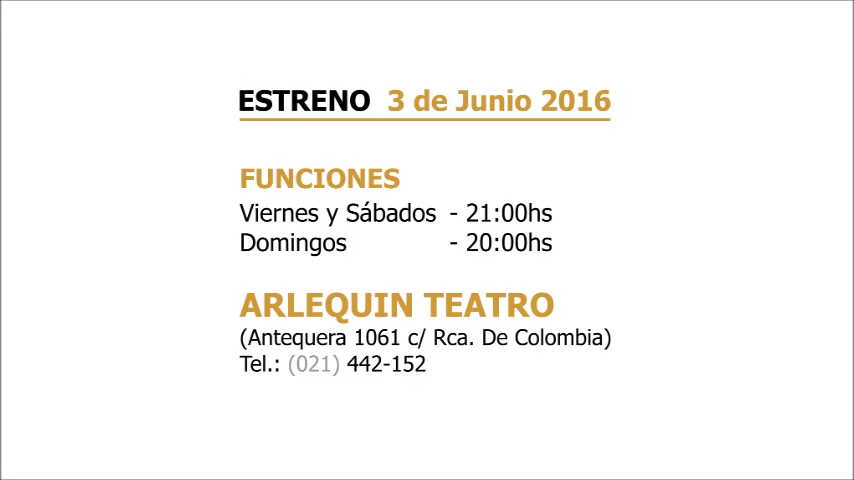 ESTRENO 3 de Junio 2016
FUNCIONES
Viernes y Sábados - 21:00hs
Domingos - 20:00hs
ARLEQUIN TEATRO
(Antequera 1061 c/ Rca. De Colombia)
Tel.: (021) 442-152